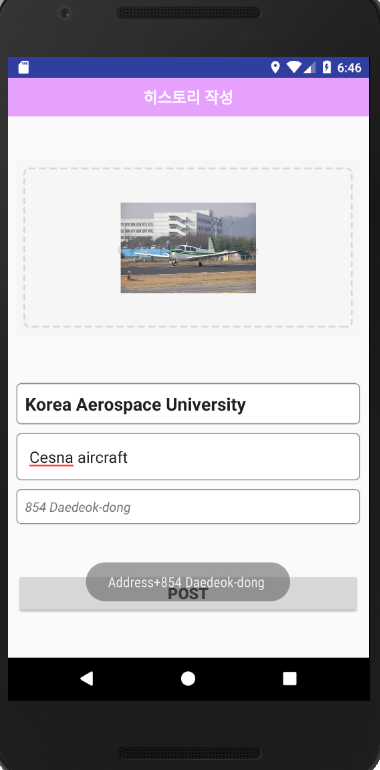 6:46
히스토리 작성
Korea Aerospace University
Cesna aircraft
854 Daedeok-dong
Address+854 Daedeok-dong
POST